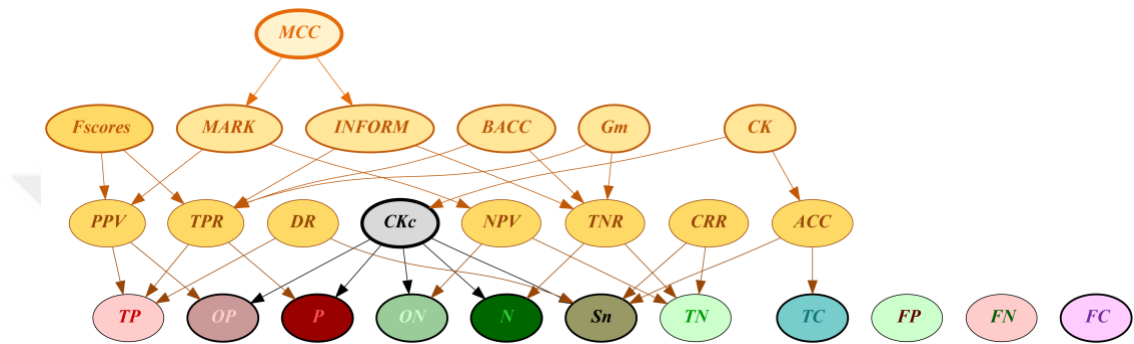 MCC
Fscores MARK INFORM BACC Gm CK
PPV TPR DR CKc NPV TNR CRR ACC
TP OP P ON N Sn TN TC FP FN FC